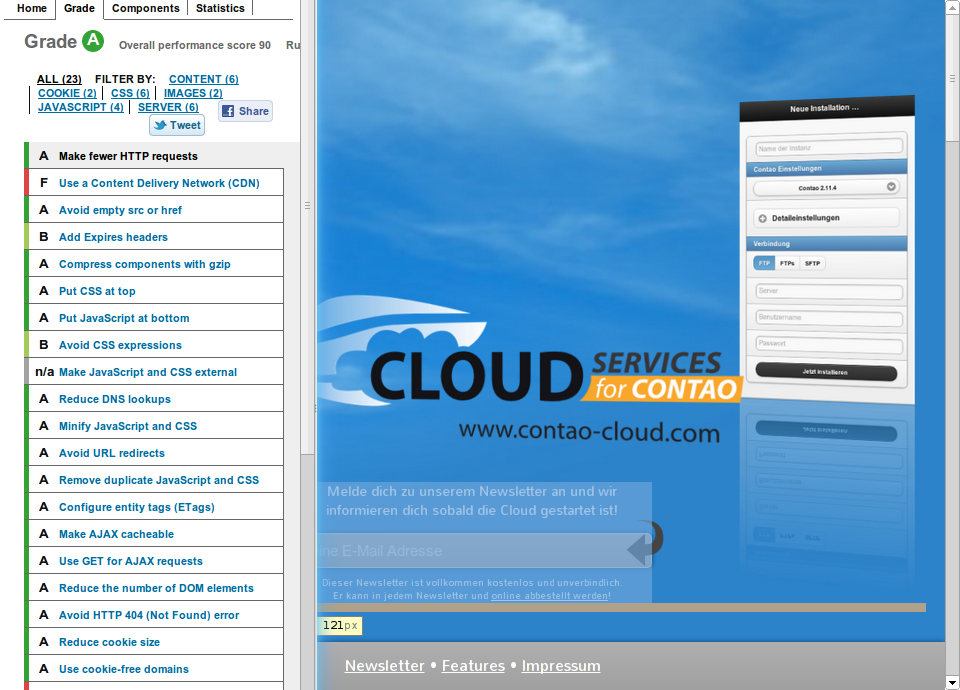 Home Grade Components Statistics
Grade A Overall performance score 90 Ru
ALL (23) FILTER BY: CONTENT (6)
COOKIE (2) CSS (6) IMAGES (2)
JAVASCRIPT (4) SERVER (6)
Share
Tweet
A Make fewer HTTP requests
F Use a Content Delivery Network (CDN)
A Avoid empty src or href
B Add Expires headers
A Compress components with gzip
A Put CSS at top
A Put JavaScript at bottom
B Avoid CSS expressions
n/a Make JavaScript and CSS external
A Reduce DNS lookups
A Minify JavaScript and CSS
A Avoid URL redirects
A Remove duplicate JavaScript and CSS
A Configure entity tags (ETags)
A Make AJAX cacheable
A Use GET for AJAX requests
A Reduce the number of DOM elements
A Avoid HTTP 404 (Not Found) error
A Reduce cookie size
A Use cookie-free domains
Neue Installation ...
Name der Instanz
Contao Einstellungen
Contao 2.11.4
Detaileinstellungen
Verbindung
FTP FTPs SFTP
Server
Benutzername
Passwort
Jetzt installieren
CLOUD SERVICES
for CONTAO
www.contao-cloud.com
Melde dich zu unserem Newsletter an und wir
informieren dich sobald die Cloud gestartet ist!
ne E-Mail Adresse
Dieser Newsletter ist vollkommen kostenlos und unverbindlich.
Er kann in jedem Newsletter und online abbestellt werden!
121px
Newsletter • Features • Impressum